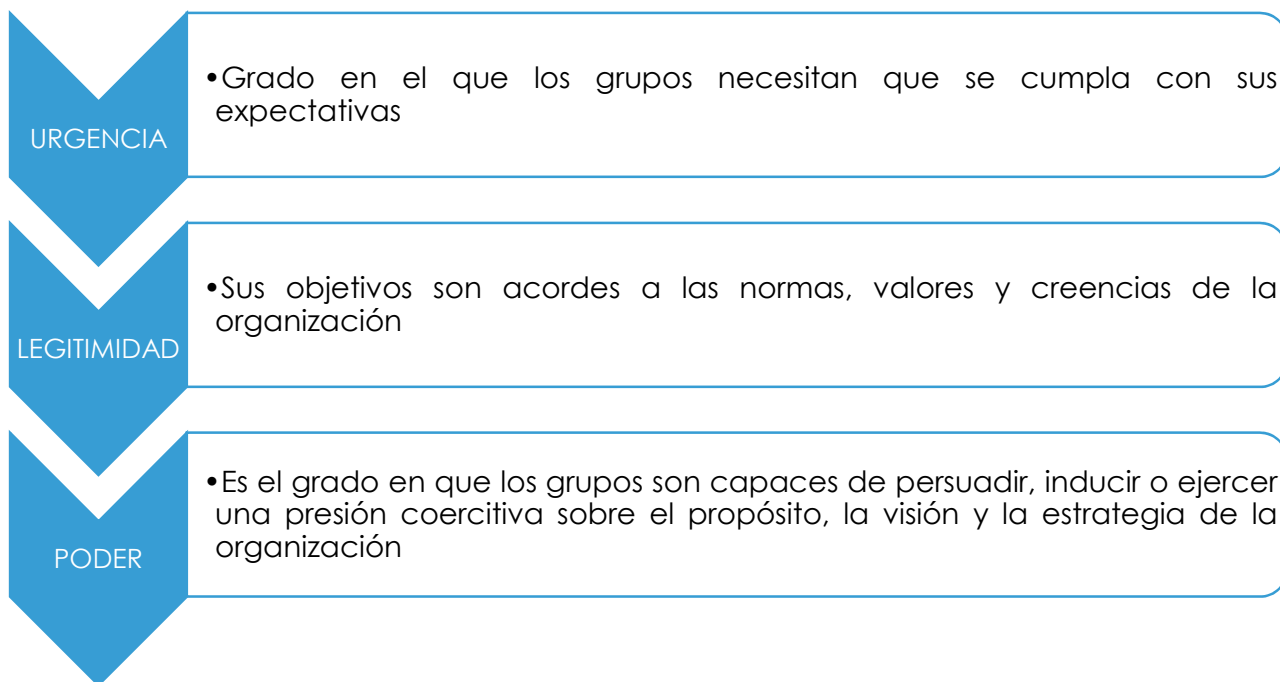 URGENCIA
•Grado en el que los grupos necesitan que se cumpla con sus
expectativas
LEGITIMIDAD
•Sus objetivos son acordes a las normas, valores y creencias de la
organización
PODER
•Es el grado en que los grupos son capaces de persuadir, inducir o ejercer
una presión coercitiva sobre el propósito, la visión y la estrategia de la
organización